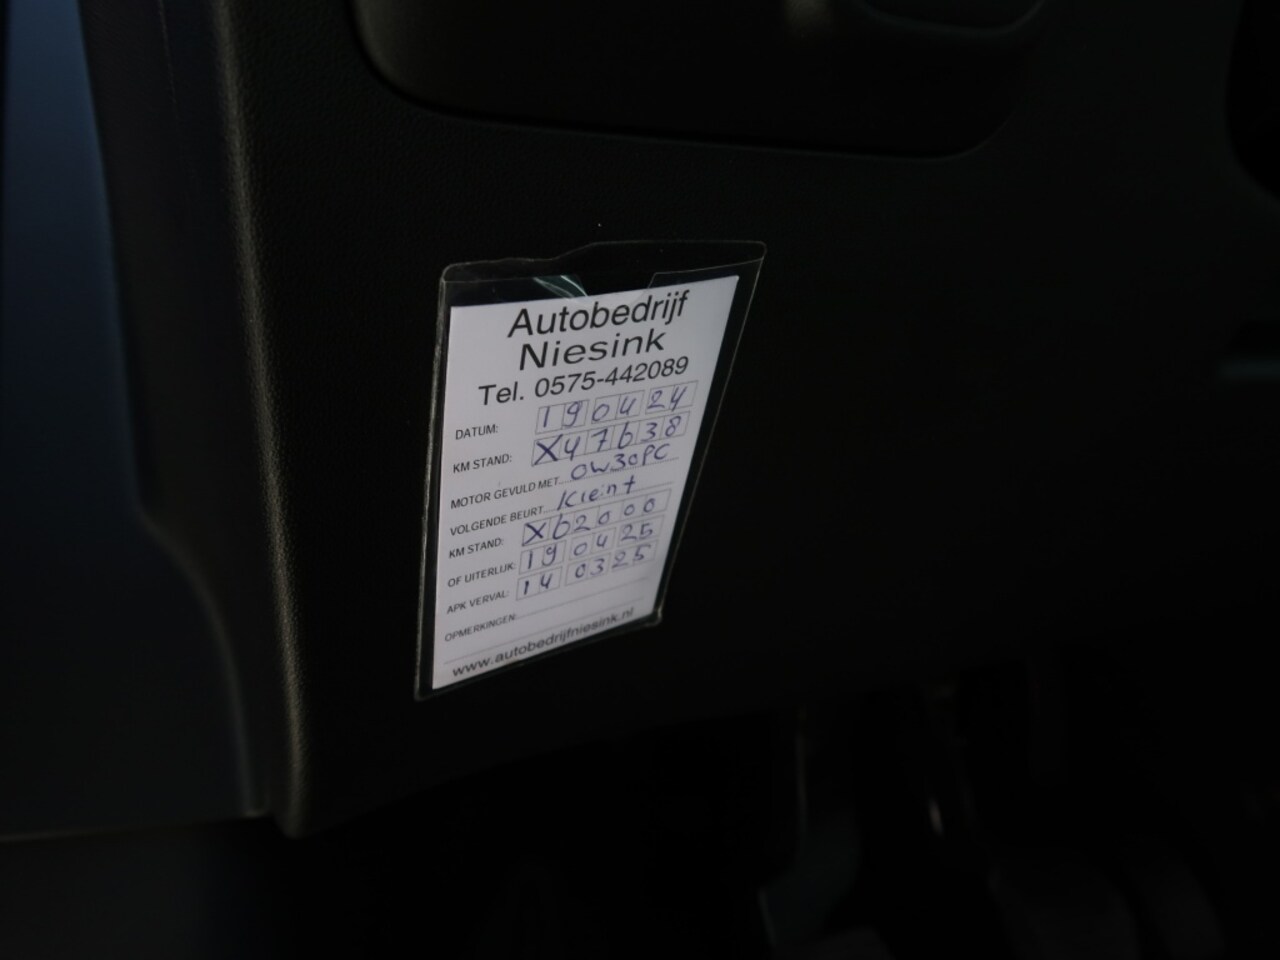 Autobedrijf
Niesink
Tel. 0575-442089
DATUM: 190424
KM STAND: X47638
MOTOR GEVULD MET 0W30PC
VOLGENDE BEURT Klein+
KM STAND: X62000
OF UITERLIJK: 190425
APK VERVAL: 140325
OPMERKINGEN:
www.autobedrijfniesink.nl